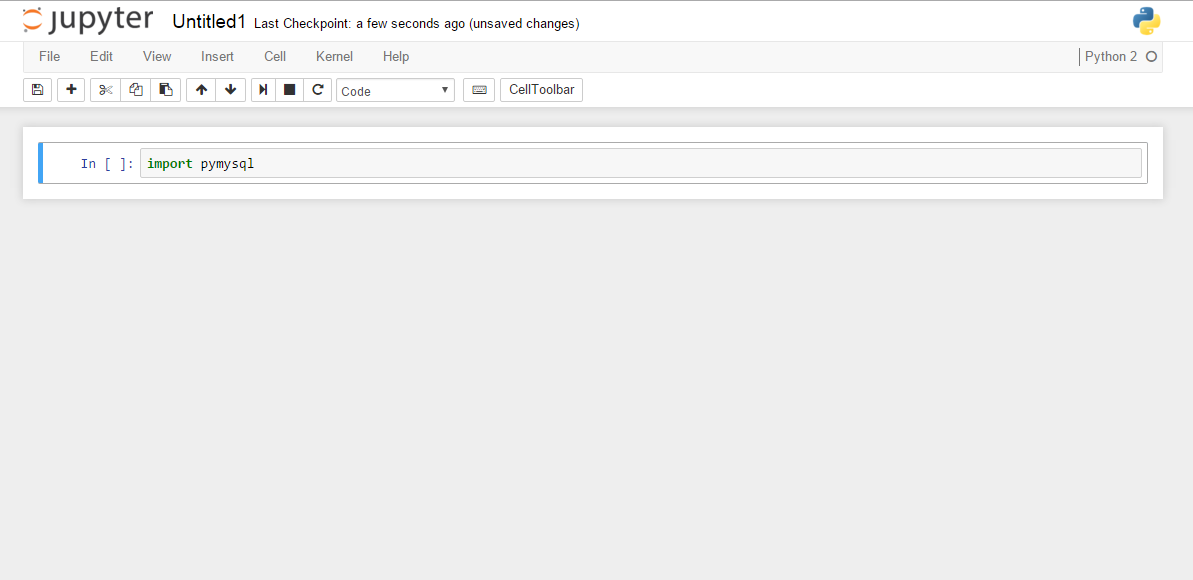 jupyter Untitled1 Last Checkpoint: a few seconds ago (unsaved changes)
File Edit View Insert Cell Kernel Help Python 2
Code CellToolbar
In [ ]: import pymysql